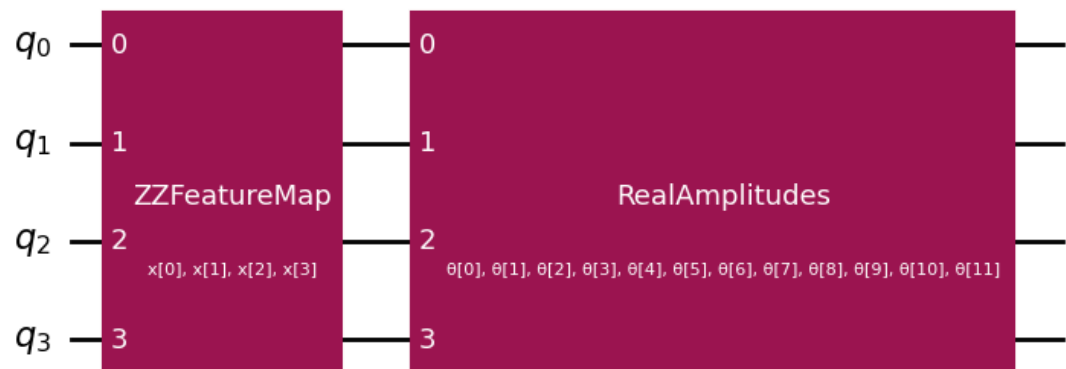 q₀ 0 0
q₁ 1 1
ZZFeatureMap RealAmplitudes
q₂ 2 2
x[0], x[1], x[2], x[3] θ[0], θ[1], θ[2], θ[3], θ[4], θ[5], θ[6], θ[7], θ[8], θ[9], θ[10], θ[11]
q₃ 3 3